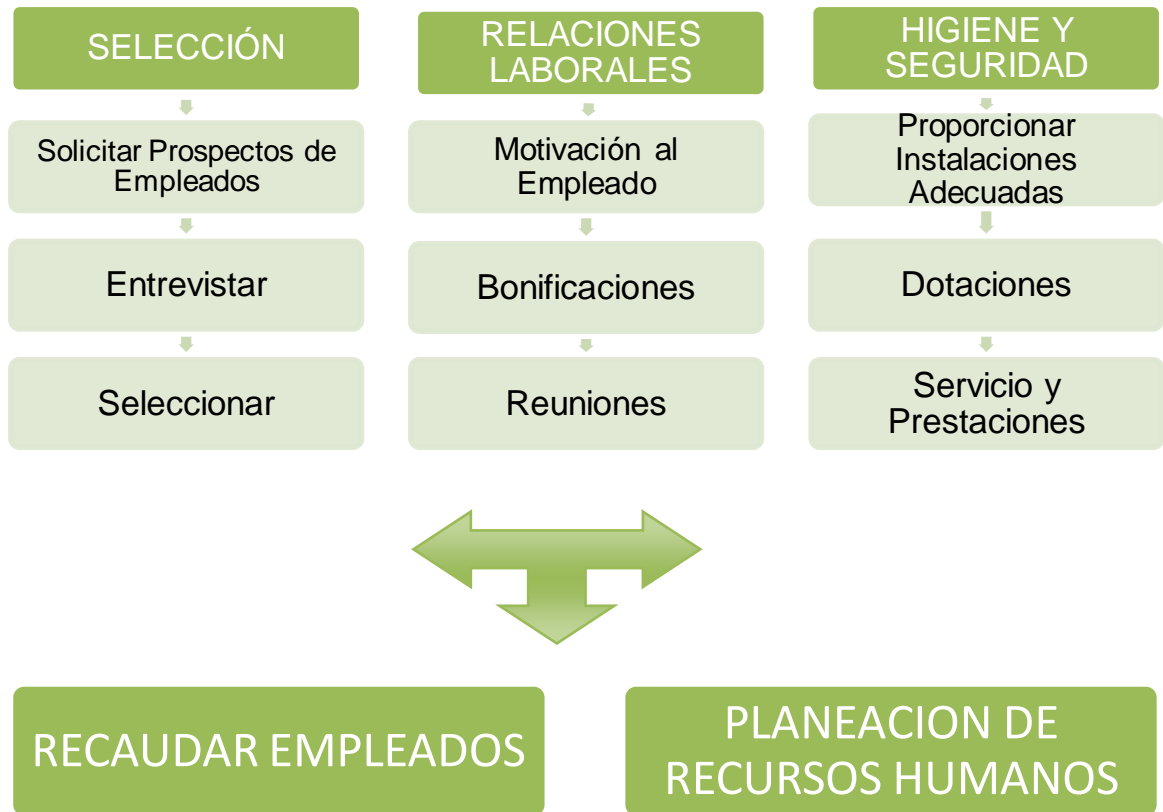 SELECCIÓN
Solicitar Prospectos de
Empleados
Entrevistar
Seleccionar
RELACIONES
LABORALES
Motivación al
Empleado
Bonificaciones
Reuniones
HIGIENE Y
SEGURIDAD
Proporcionar
Instalaciones
Adecuadas
Dotaciones
Servicio y
Prestaciones
RECAUDAR EMPLEADOS
PLANEACION DE
RECURSOS HUMANOS